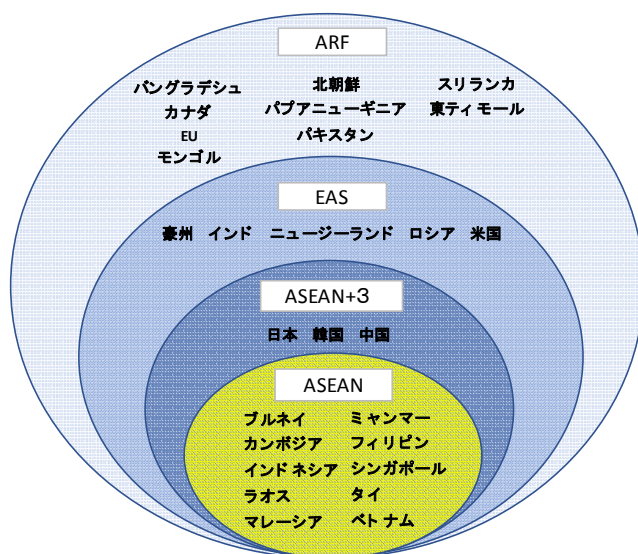 ARF
バングラデシュ 北朝鮮 スリランカ
カナダ パプアニューギニア 東ティモール
EU パキスタン
モンゴル
EAS
豪州 インド ニュージーランド ロシア 米国
ASEAN+3
日本 韓国 中国
ASEAN
ブルネイ ミャンマー
カンボジア フィリピン
インドネシア シンガポール
ラオス タイ
マレーシア ベトナム